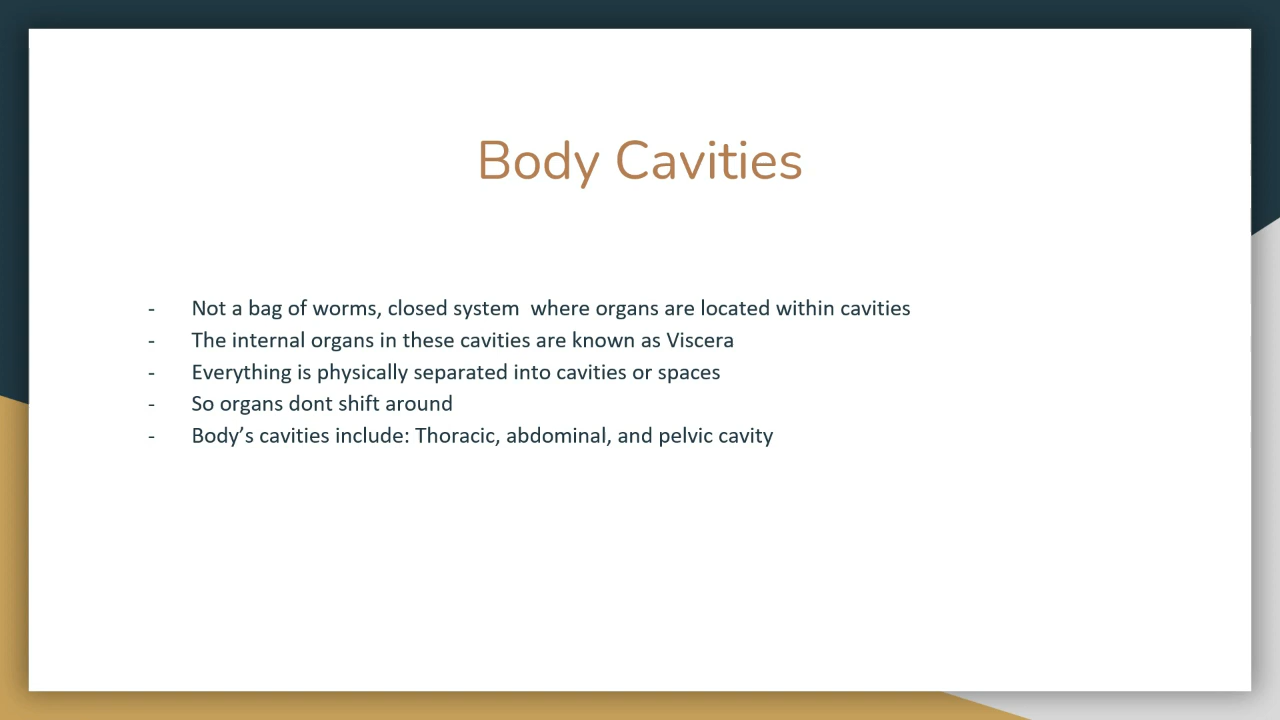 Body Cavities
- Not a bag of worms, closed system  where organs are located within cavities
- The internal organs in these cavities are known as Viscera
- Everything is physically separated into cavities or spaces
- So organs dont shift around
- Body’s cavities include: Thoracic, abdominal, and pelvic cavity